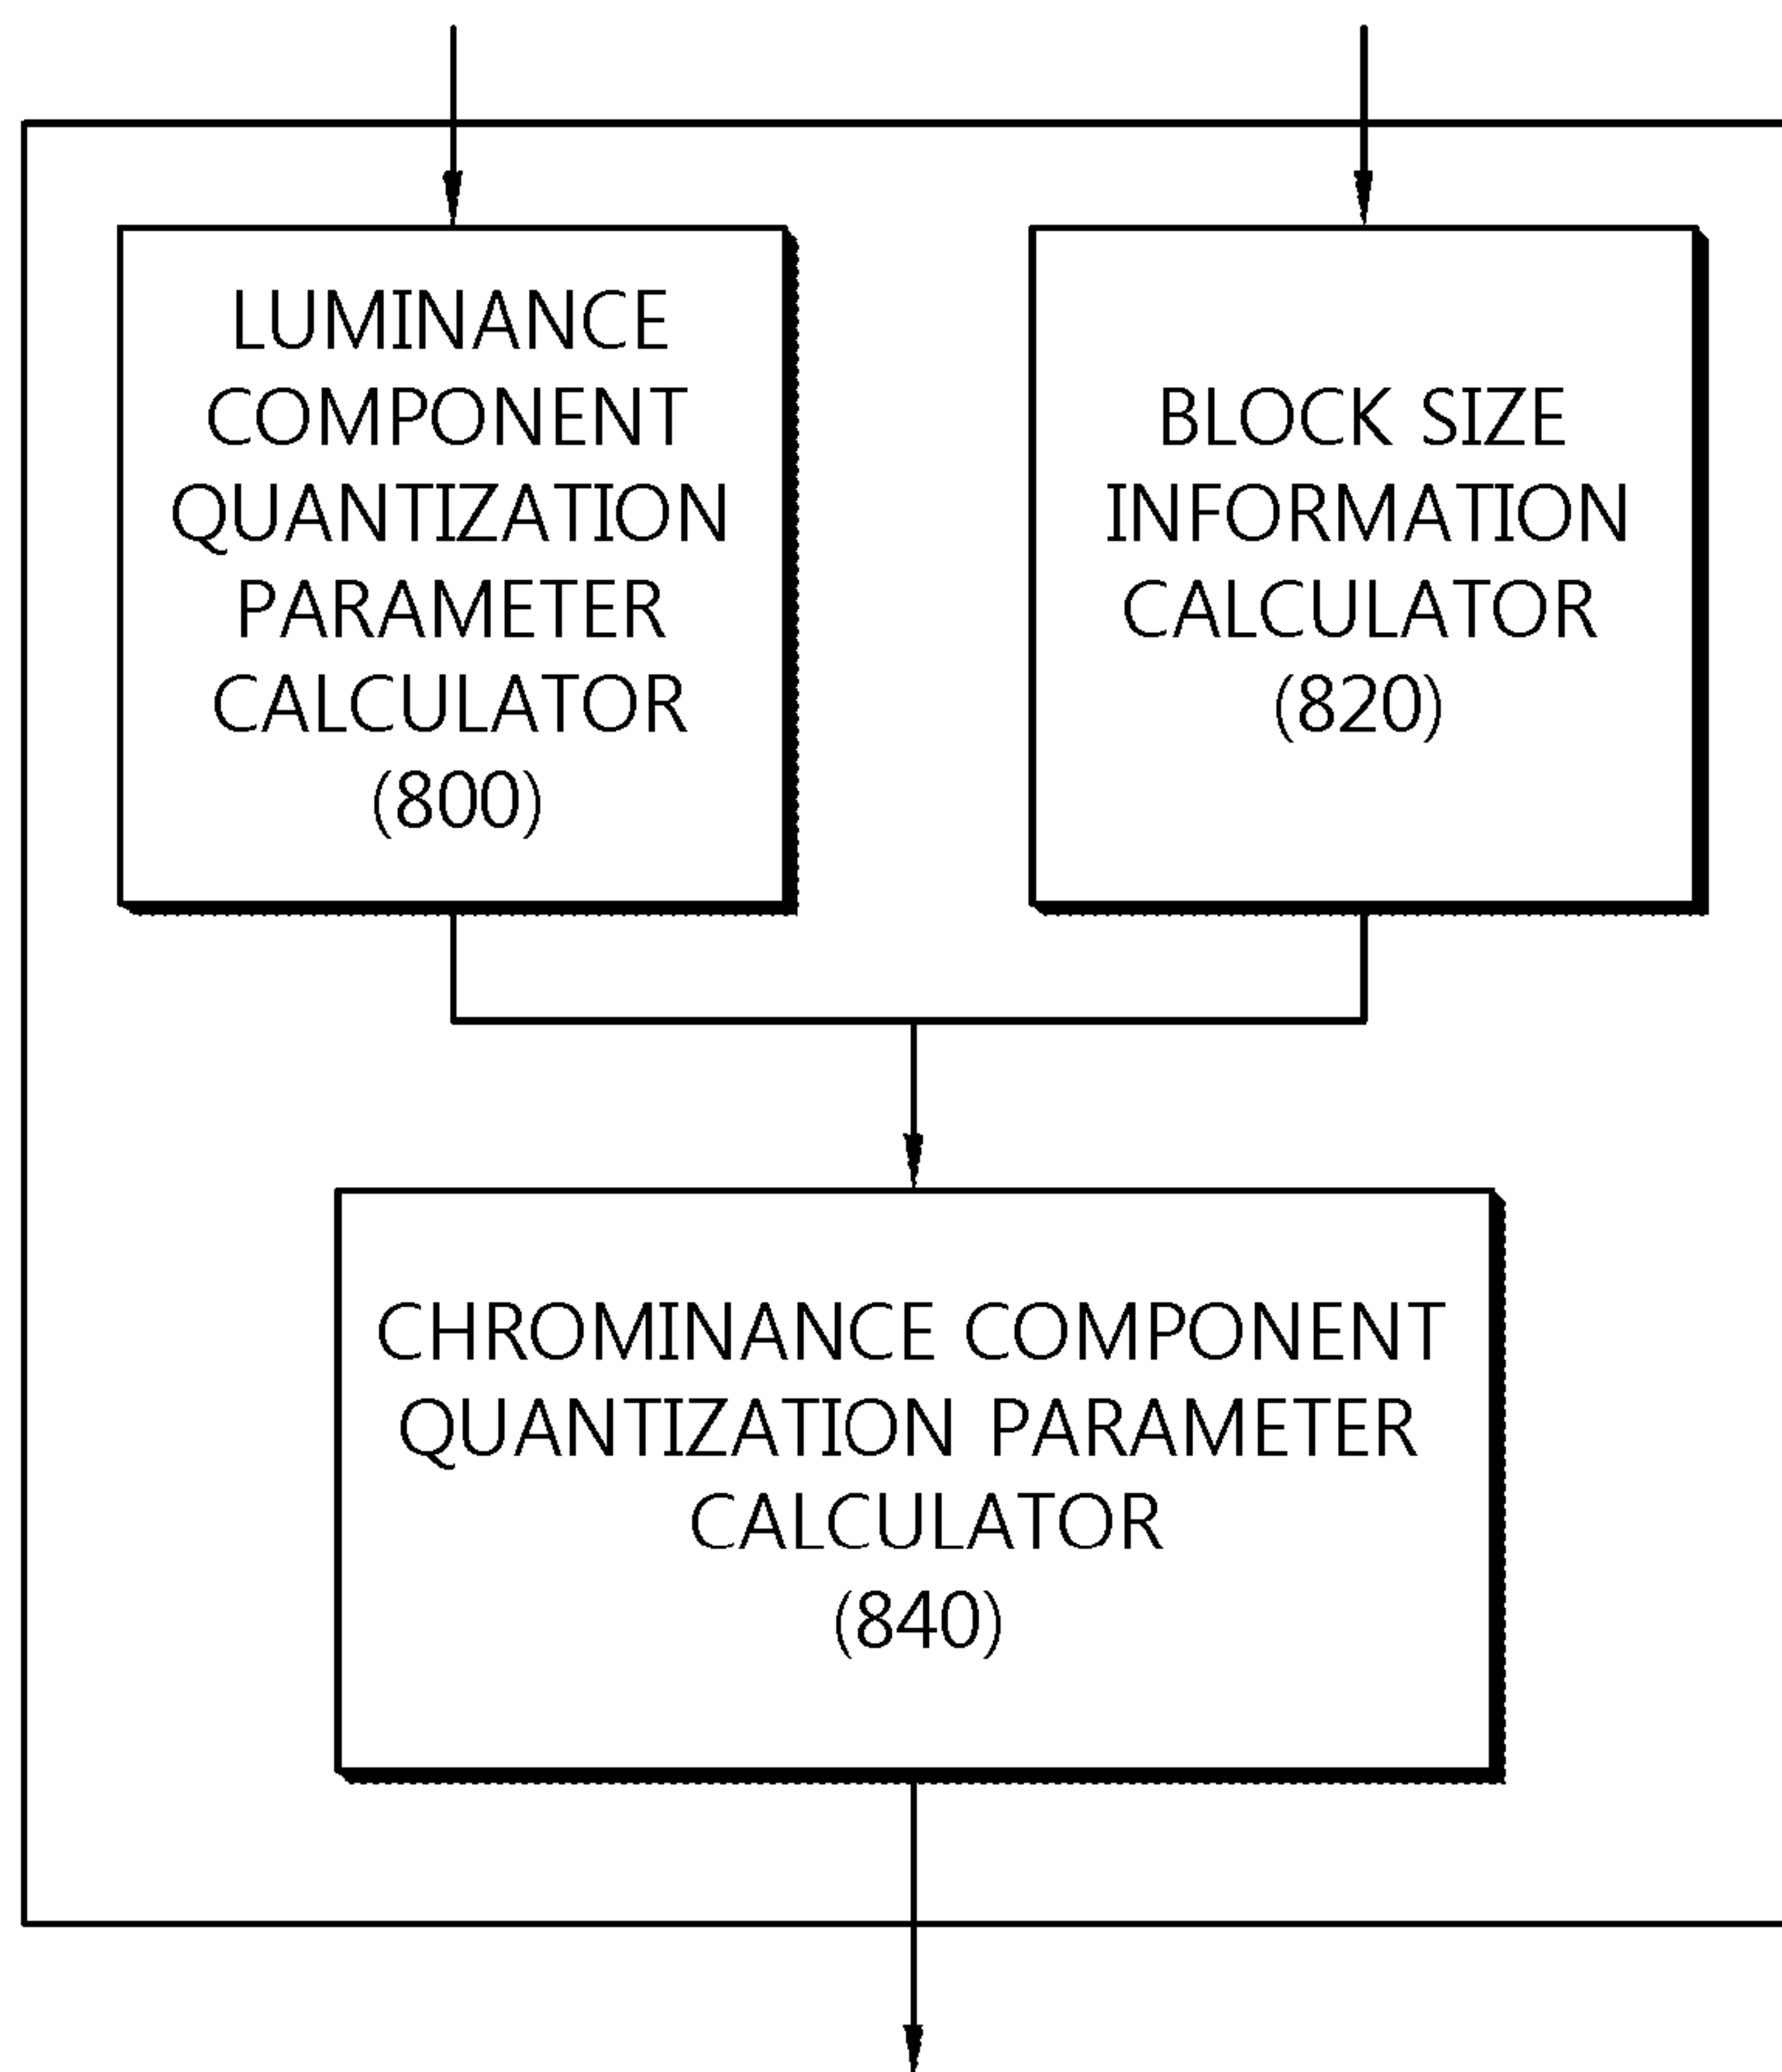 LUMINANCE
COMPONENT
QUANTIZATION
PARAMETER
CALCULATOR
(800)
BLOCK SIZE
INFORMATION
CALCULATOR
(820)
CHROMINANCE COMPONENT
QUANTIZATION PARAMETER
CALCULATOR
(840)